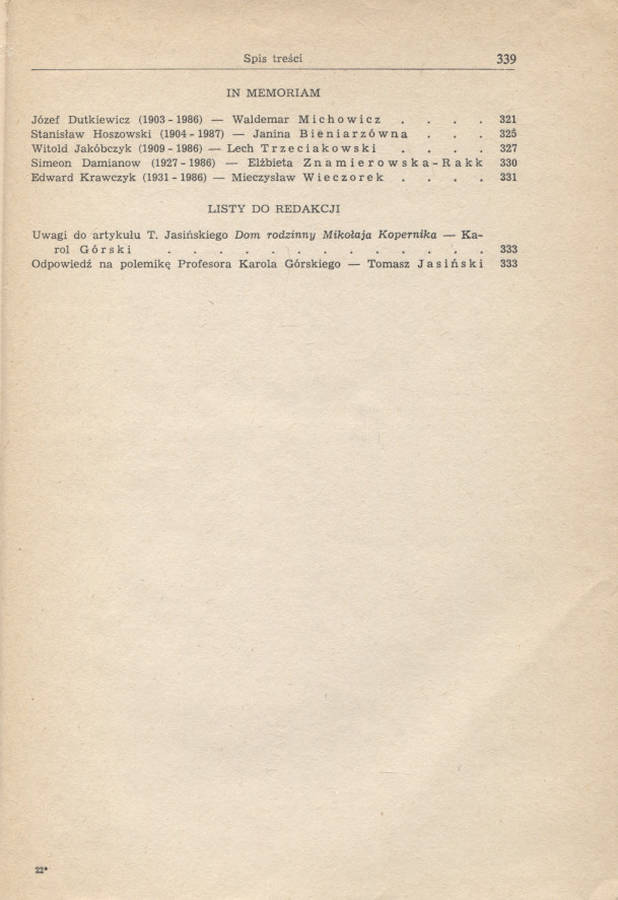 Spis treści 339
IN MEMORIAM
Józef Dutkiewicz (1903 - 1986) — Waldemar Michowicz . . . . 321
Stanisław Hoszowski (1904 - 1987) — Janina Bieniarzówna . . . 325
Witold Jakóbczyk (1909 - 1986) — Lech Trzeciakowski . . . . 327
Simeon Damianow (1927 - 1986) — Elżbieta Znamierowska-Rakk 330
Edward Krawczyk (1931 - 1986) — Mieczysław Wieczorek . . . . 331
LISTY DO REDAKCJI
Uwagi do artykułu T. Jasińskiego Dom rodzinny Mikołaja Kopernika — Ka-
rol Górski . . . . . . . . . . . . . 333
Odpowiedź na polemikę Profesora Karola Górskiego — Tomasz Jasiński 333
22*